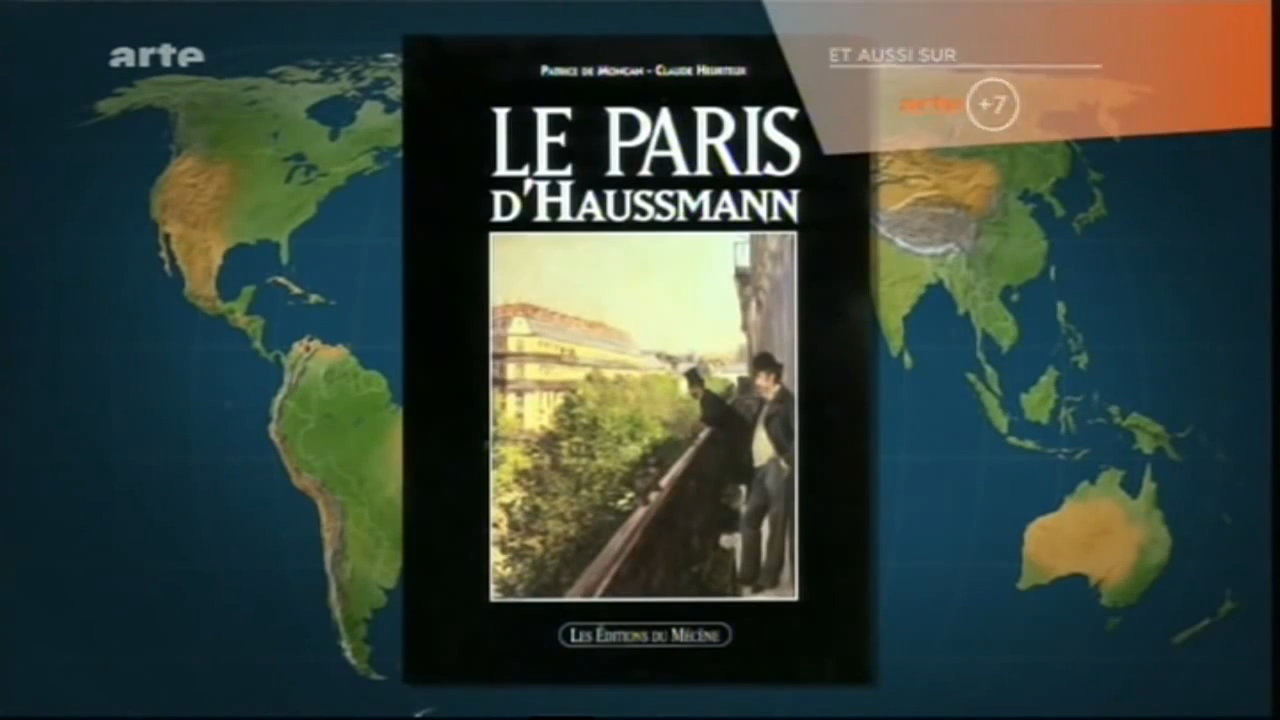 arte
ET AUSSI SUR
arte +7
PATRICE DE MONCAN - CLAUDE HEURTEUX
LE PARIS
D'HAUSSMANN
LES ÉDITIONS DU MÉCÈNE